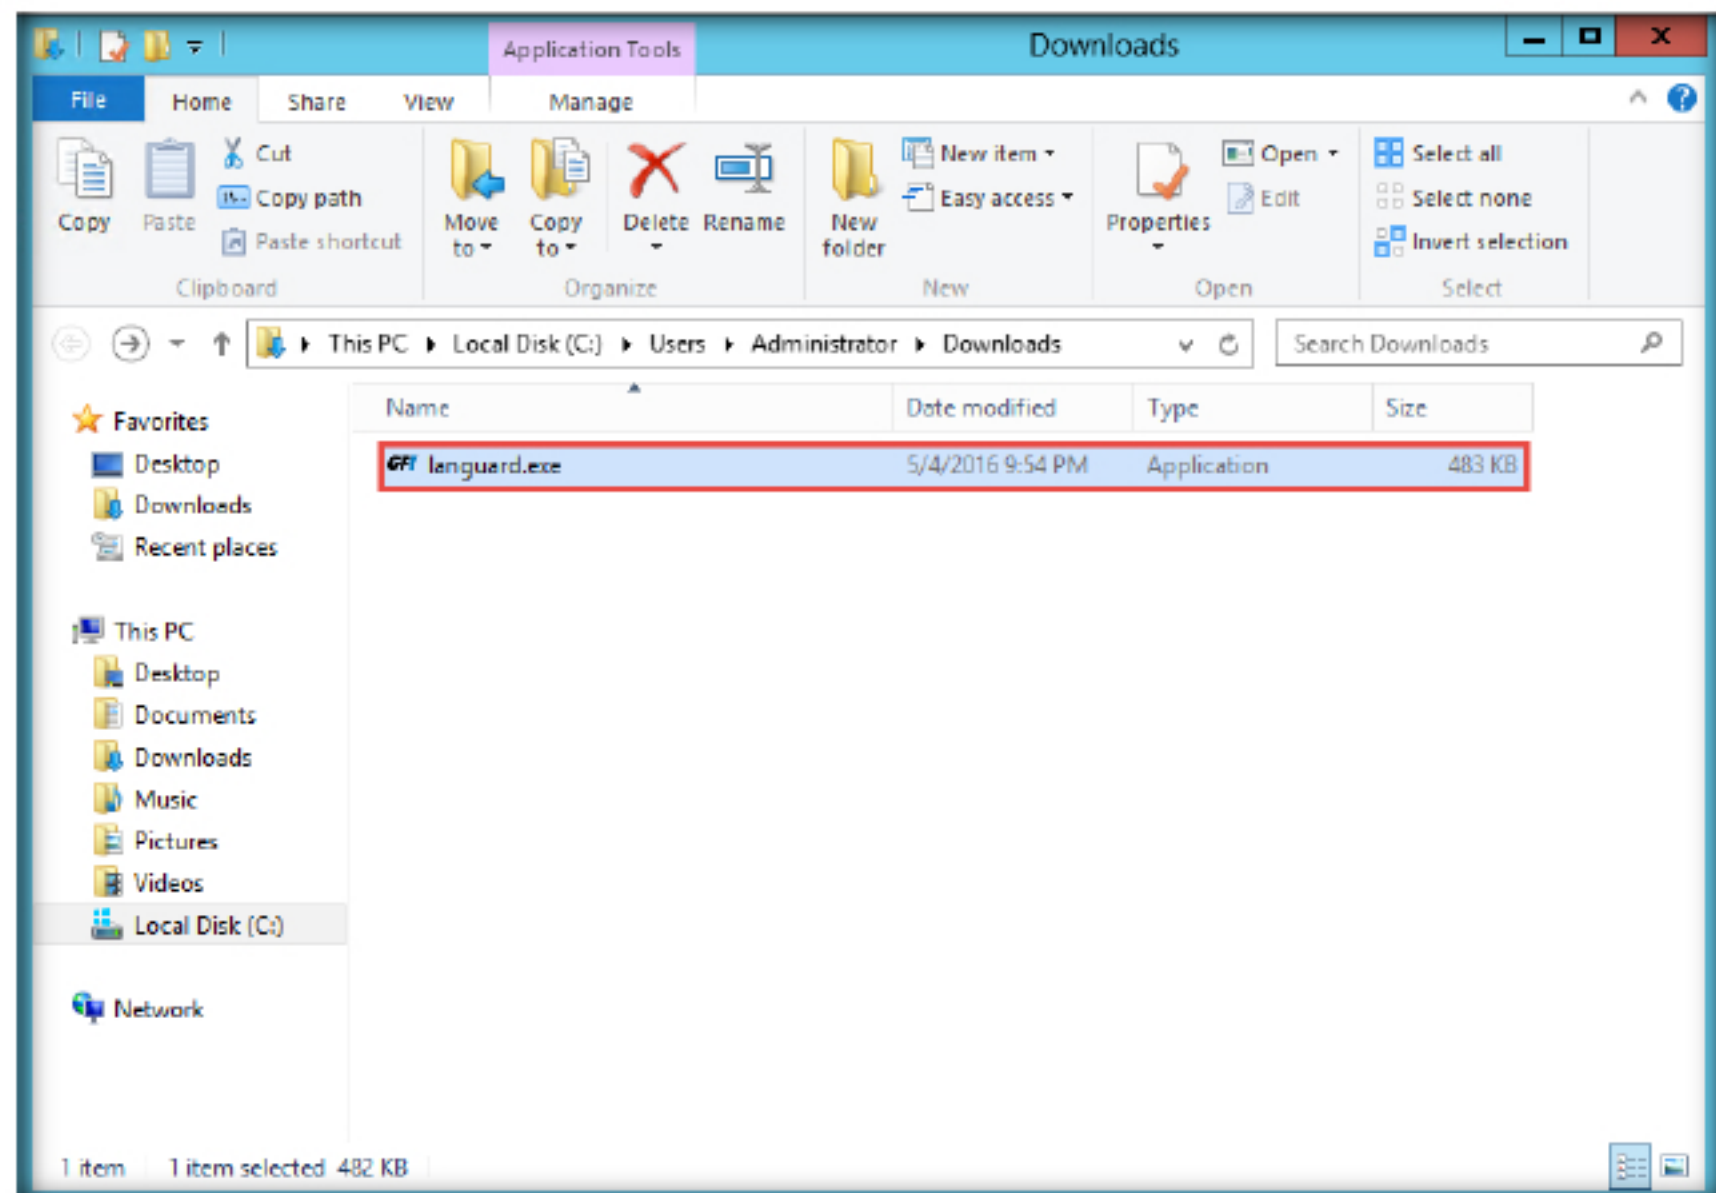 Application Tools
Downloads
File
Home
Share
View
Manage
Copy
Paste
Cut
Copy path
Paste shortcut
Clipboard
Move to
Copy to
Delete
Rename
Organize
New folder
New item
Easy access
New
Properties
Open
Edit
Open
Select all
Select none
Invert selection
Select
This PC Local Disk (C:) Users Administrator Downloads
Search Downloads
Name Date modified Type Size
GFI languard.exe 5/4/2016 9:54 PM Application 483 KB
Favorites
Desktop
Downloads
Recent places
This PC
Desktop
Documents
Downloads
Music
Pictures
Videos
Local Disk (C:)
Network
1 item 1 item selected 482 KB